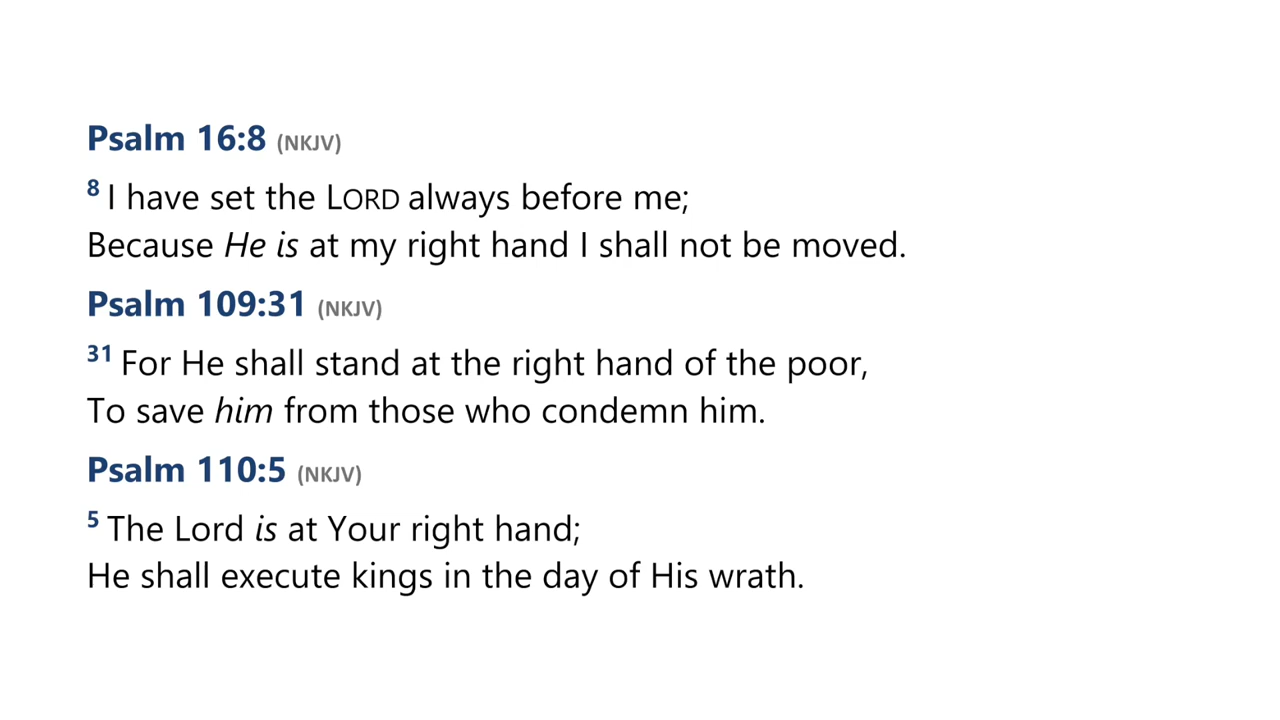 Psalm 16:8 (NKJV)
8 I have set the LORD always before me;
Because He is at my right hand I shall not be moved.
Psalm 109:31 (NKJV)
31 For He shall stand at the right hand of the poor,
To save him from those who condemn him.
Psalm 110:5 (NKJV)
5 The Lord is at Your right hand;
He shall execute kings in the day of His wrath.